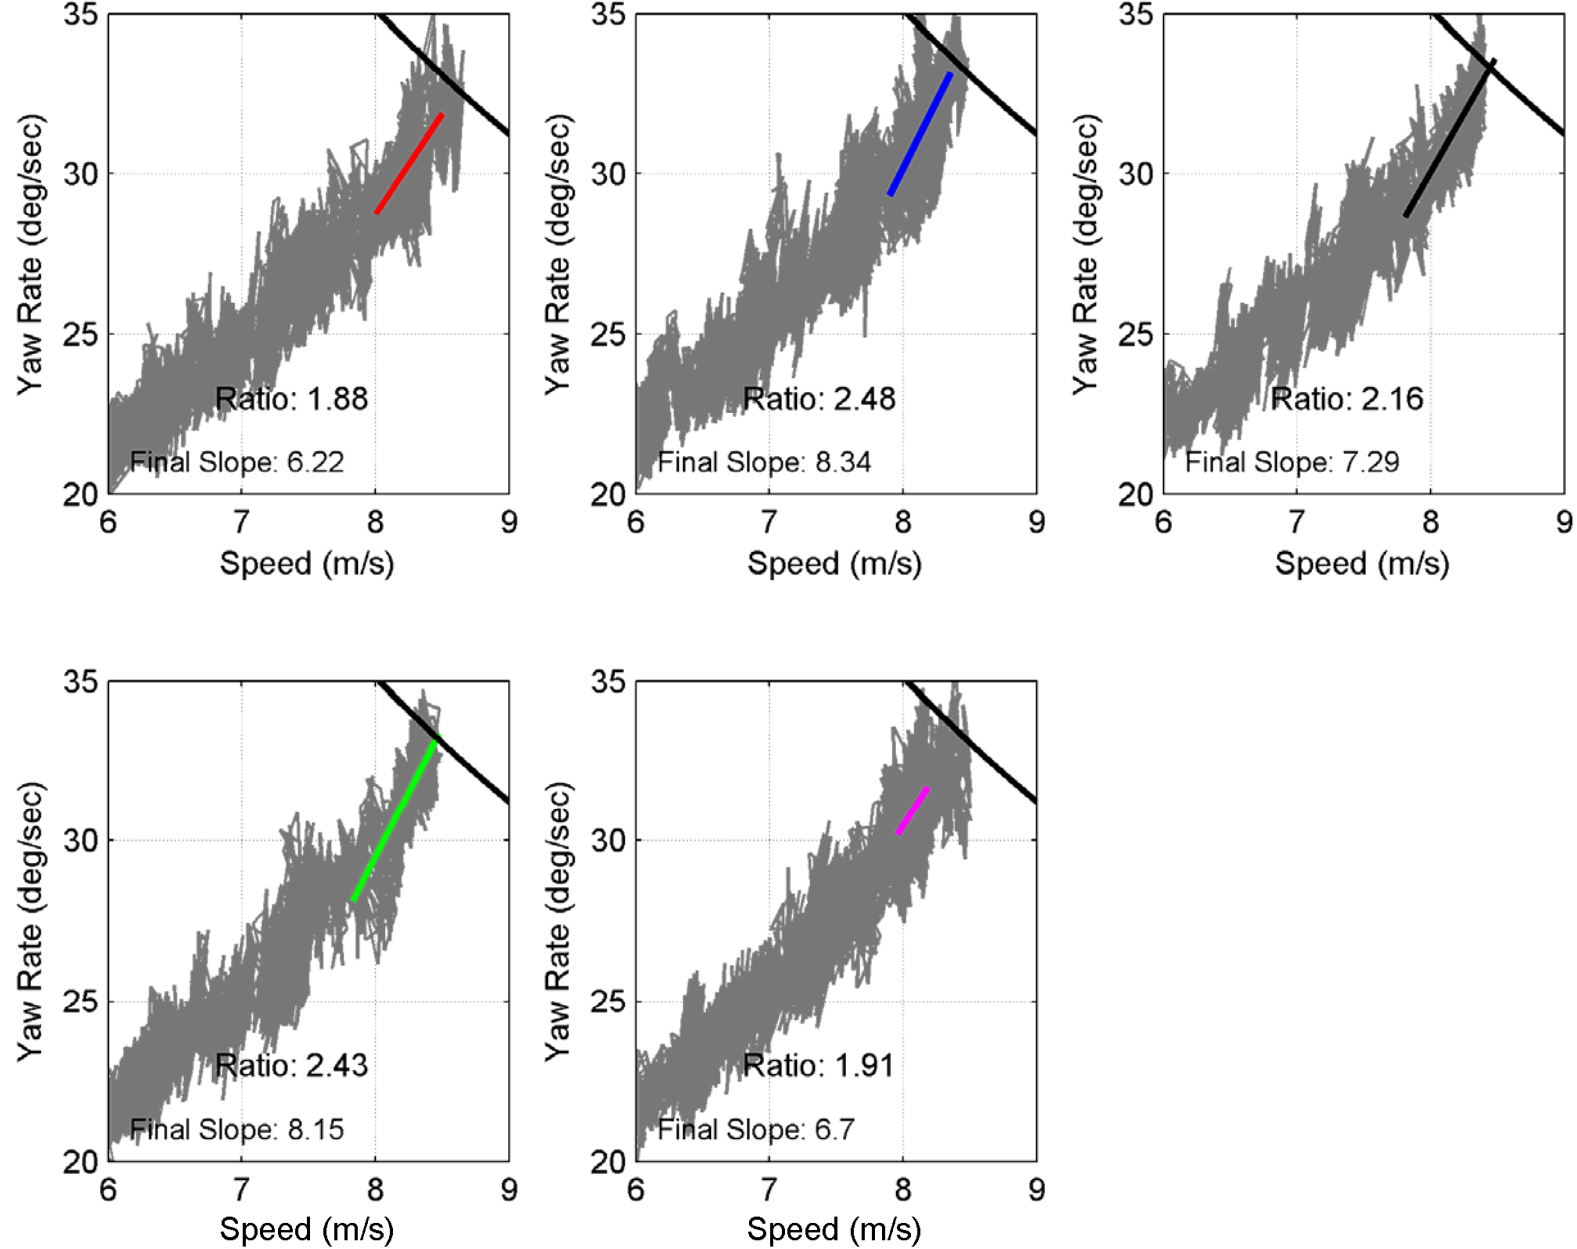 35
30
25
20
Yaw Rate (deg/sec)
Ratio: 1.88
Final Slope: 6.22
6 7 8 9
Speed (m/s)
35
30
25
20
Yaw Rate (deg/sec)
Ratio: 2.48
Final Slope: 8.34
6 7 8 9
Speed (m/s)
35
30
25
20
Yaw Rate (deg/sec)
Ratio: 2.16
Final Slope: 7.29
6 7 8 9
Speed (m/s)
35
30
25
20
Yaw Rate (deg/sec)
Ratio: 2.43
Final Slope: 8.15
6 7 8 9
Speed (m/s)
35
30
25
20
Yaw Rate (deg/sec)
Ratio: 1.91
Final Slope: 6.7
6 7 8 9
Speed (m/s)